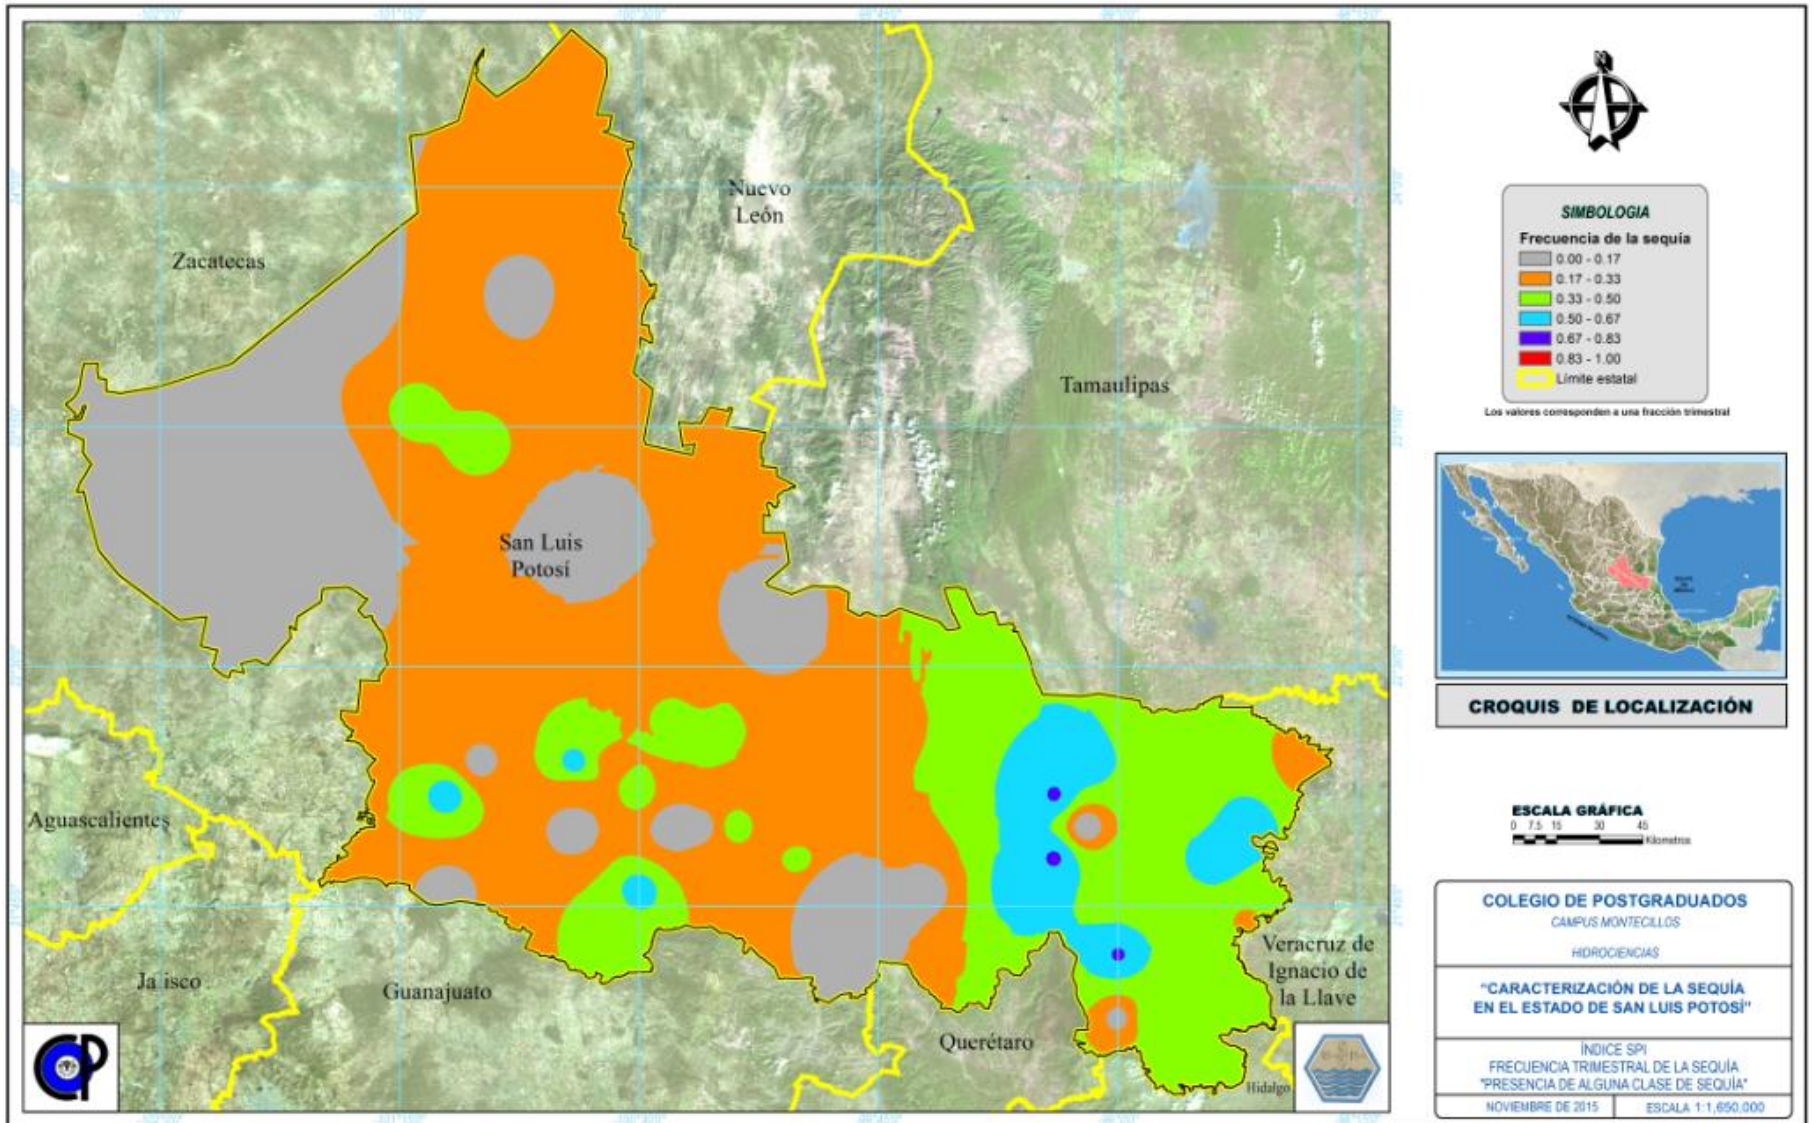 Nuevo
León
Zacatecas
Tamaulipas
San Luis
Potosí
Aguascalientes
Jalisco
Guanajuato
Querétaro
Hidalgo
Veracruz de
Ignacio de
la Llave
CP
N
SIMBOLOGIA
Frecuencia de la sequía
0.00 - 0.17
0.17 - 0.33
0.33 - 0.50
0.50 - 0.67
0.67 - 0.83
0.83 - 1.00
Límite estatal
Los valores corresponden a una fracción trimestral
CROQUIS DE LOCALIZACIÓN
ESCALA GRÁFICA
0 7.5 15 30 45
Kilometros
COLEGIO DE POSTGRADUADOS
CAMPUS MONTECILLOS
HIDROCIENCIAS
“CARACTERIZACIÓN DE LA SEQUÍA
EN EL ESTADO DE SAN LUIS POTOSÍ”
ÍNDICE SPI
FRECUENCIA TRIMESTRAL DE LA SEQUÍA
"PRESENCIA DE ALGUNA CLASE DE SEQUÍA"
NOVIEMBRE DE 2015 ESCALA 1:1,650,000